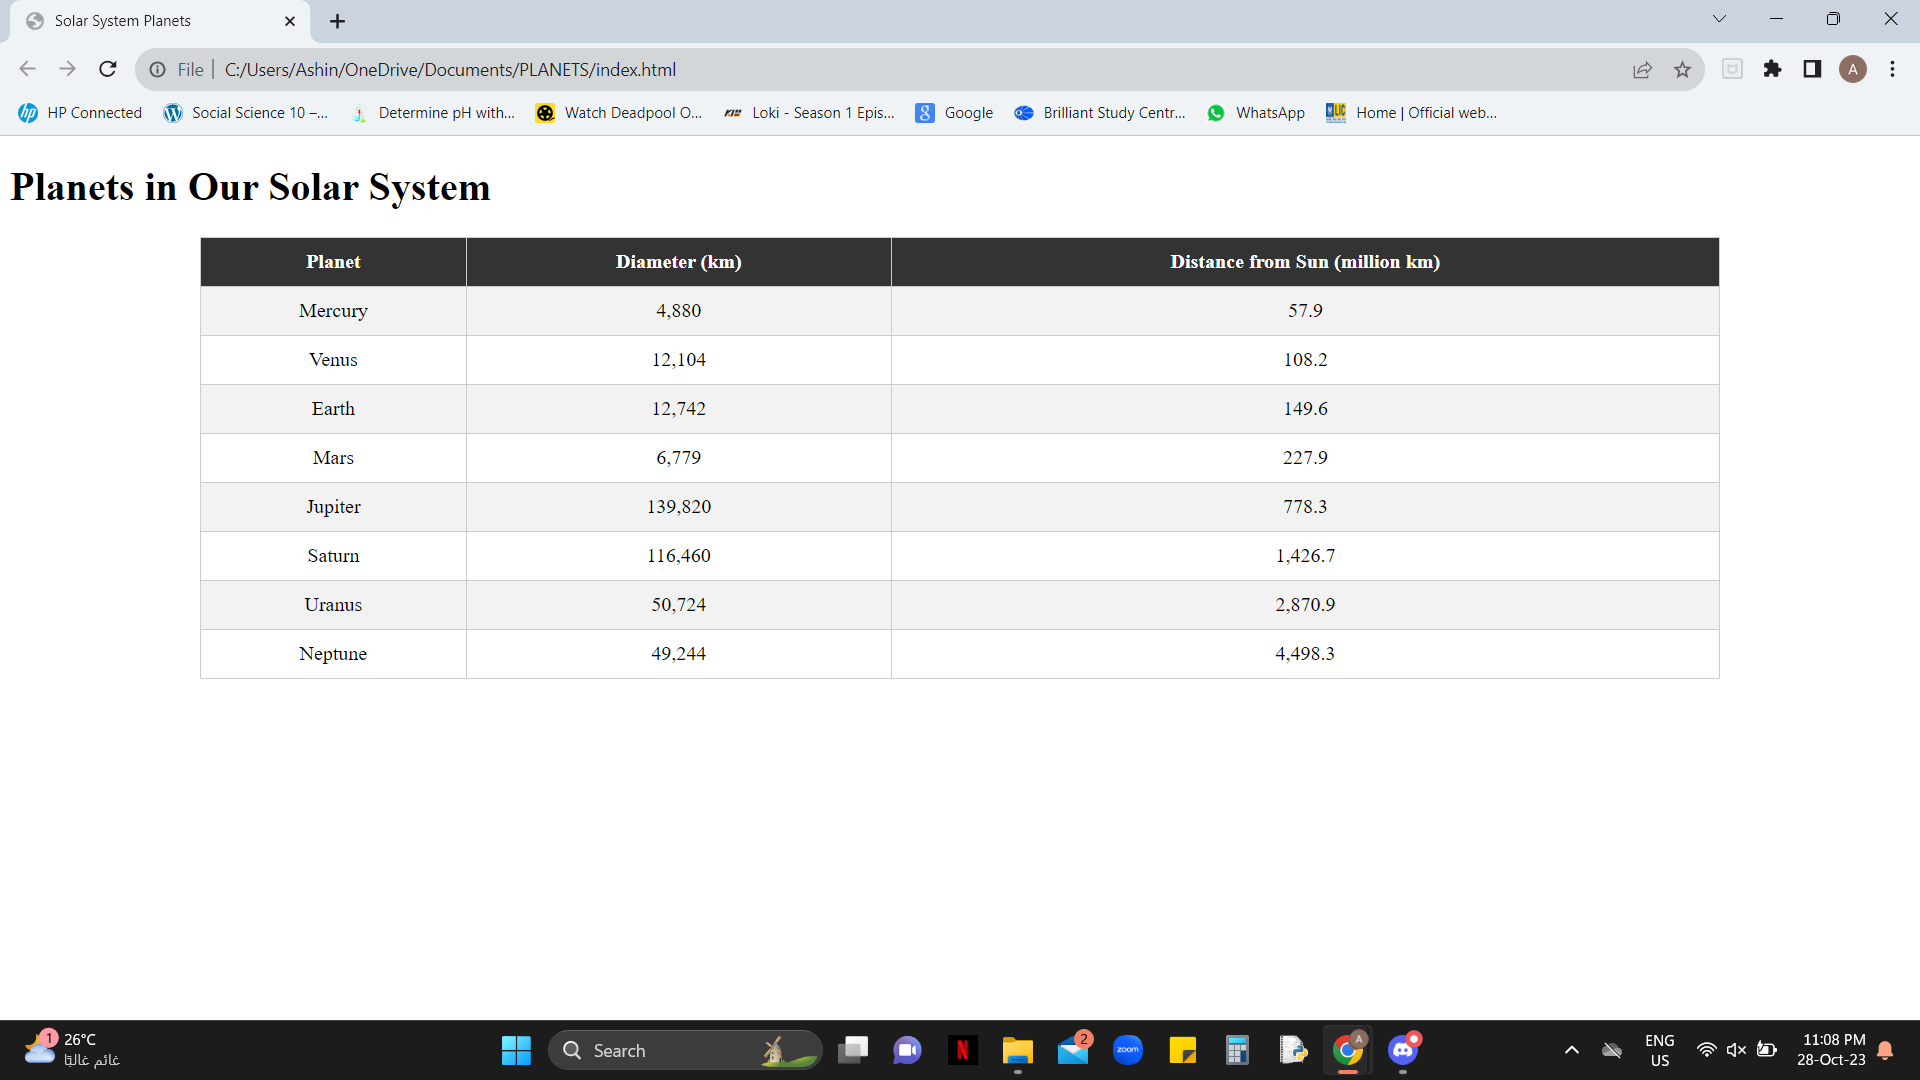 Solar System Planets
File
C:/Users/Ashin/OneDrive/Documents/PLANETS/index.html
A
HP Connected
Social Science 10 –...
Determine pH with...
Watch Deadpool O...
Loki - Season 1 Epis...
Google
Brilliant Study Centr...
WhatsApp
Home | Official web...
Planets in Our Solar System
Planet Diameter (km) Distance from Sun (million km)
Mercury 4,880 57.9
Venus 12,104 108.2
Earth 12,742 149.6
Mars 6,779 227.9
Jupiter 139,820 778.3
Saturn 116,460 1,426.7
Uranus 50,724 2,870.9
Neptune 49,244 4,498.3
1
26°C
غائم غالبًا
Search
N
2
zoom
A
ENG
US
11:08 PM
28-Oct-23